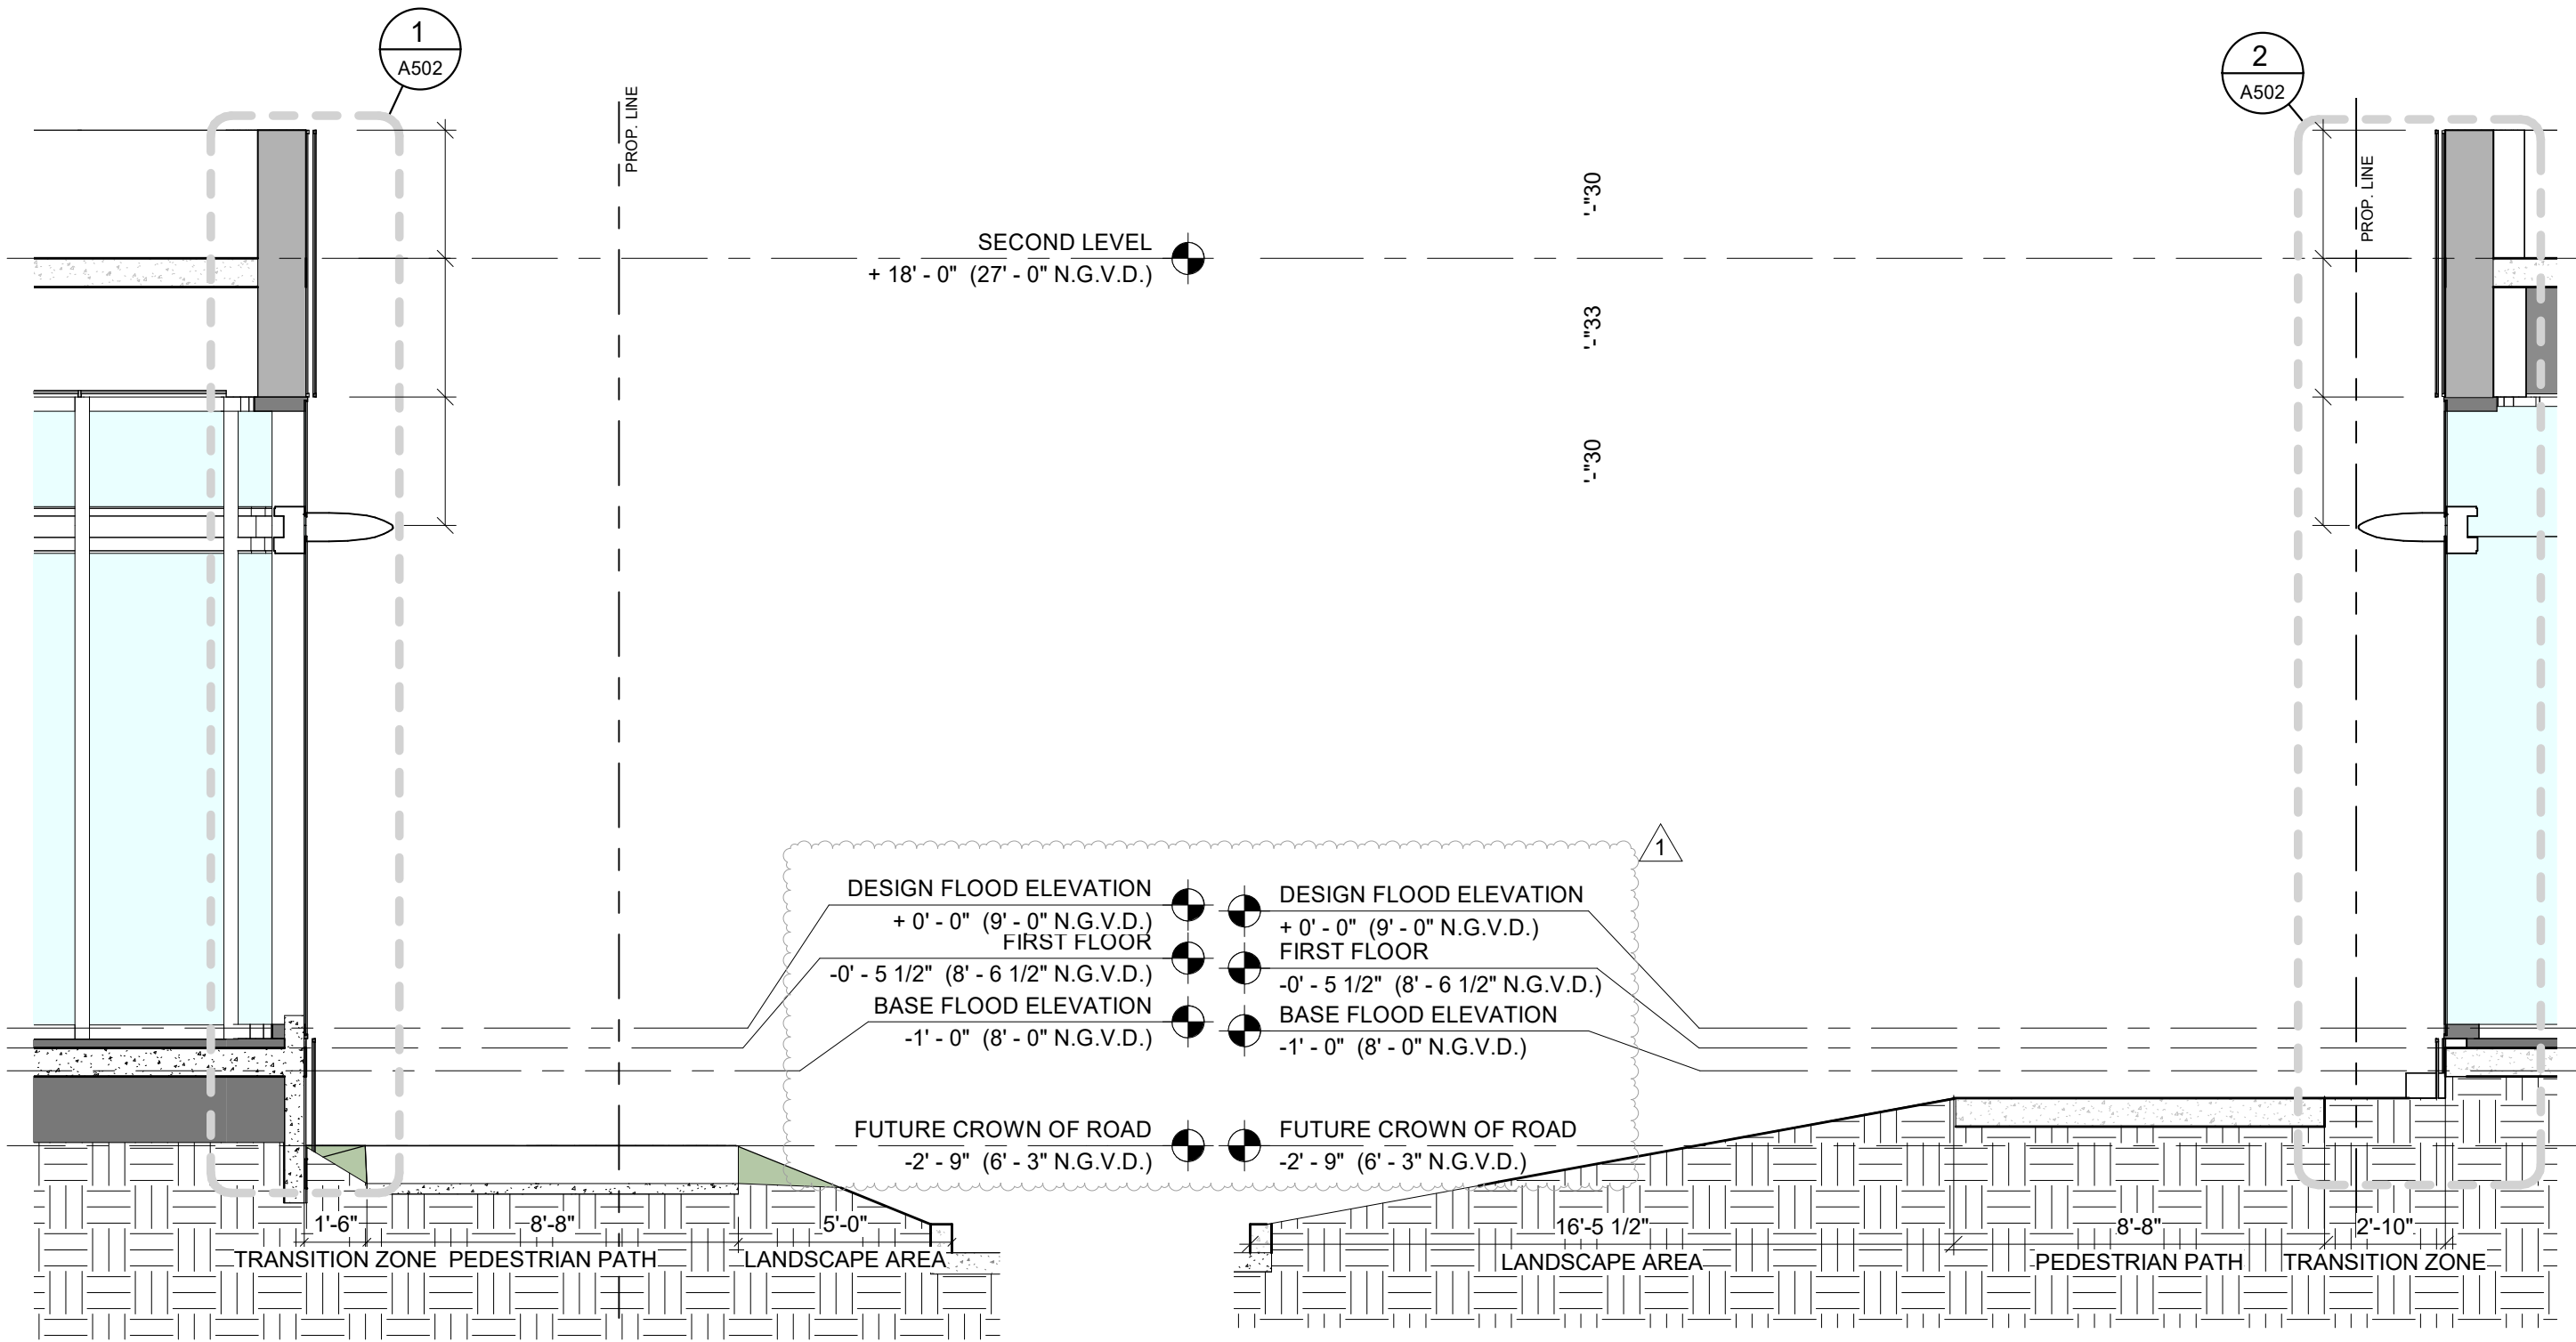 1
A502
2
A502
PROP. LINE
PROP. LINE
SECOND LEVEL
+ 18' - 0" (27' - 0" N.G.V.D.)
'-"30
'-"33
'-"30
1
DESIGN FLOOD ELEVATION
+ 0' - 0" (9' - 0" N.G.V.D.)
FIRST FLOOR
-0' - 5 1/2" (8' - 6 1/2" N.G.V.D.)
BASE FLOOD ELEVATION
-1' - 0" (8' - 0" N.G.V.D.)
FUTURE CROWN OF ROAD
-2' - 9" (6' - 3" N.G.V.D.)
DESIGN FLOOD ELEVATION
+ 0' - 0" (9' - 0" N.G.V.D.)
FIRST FLOOR
-0' - 5 1/2" (8' - 6 1/2" N.G.V.D.)
BASE FLOOD ELEVATION
-1' - 0" (8' - 0" N.G.V.D.)
FUTURE CROWN OF ROAD
-2' - 9" (6' - 3" N.G.V.D.)
1'-6" 8'-8" 5'-0"
TRANSITION ZONE PEDESTRIAN PATH LANDSCAPE AREA
16'-5 1/2" 8'-8" 2'-10"
LANDSCAPE AREA PEDESTRIAN PATH TRANSITION ZONE